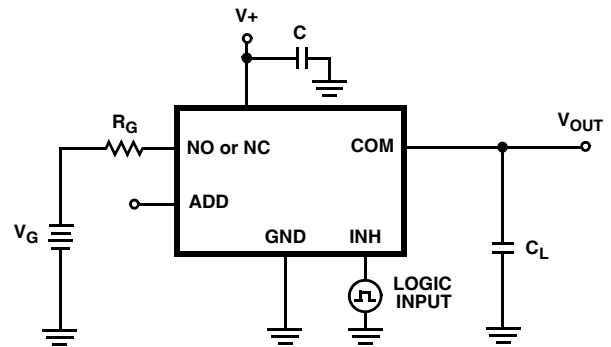 V+
C
RG
NO or NC
COM
VOUT
ADD
VG
GND
INH
CL
LOGIC
INPUT